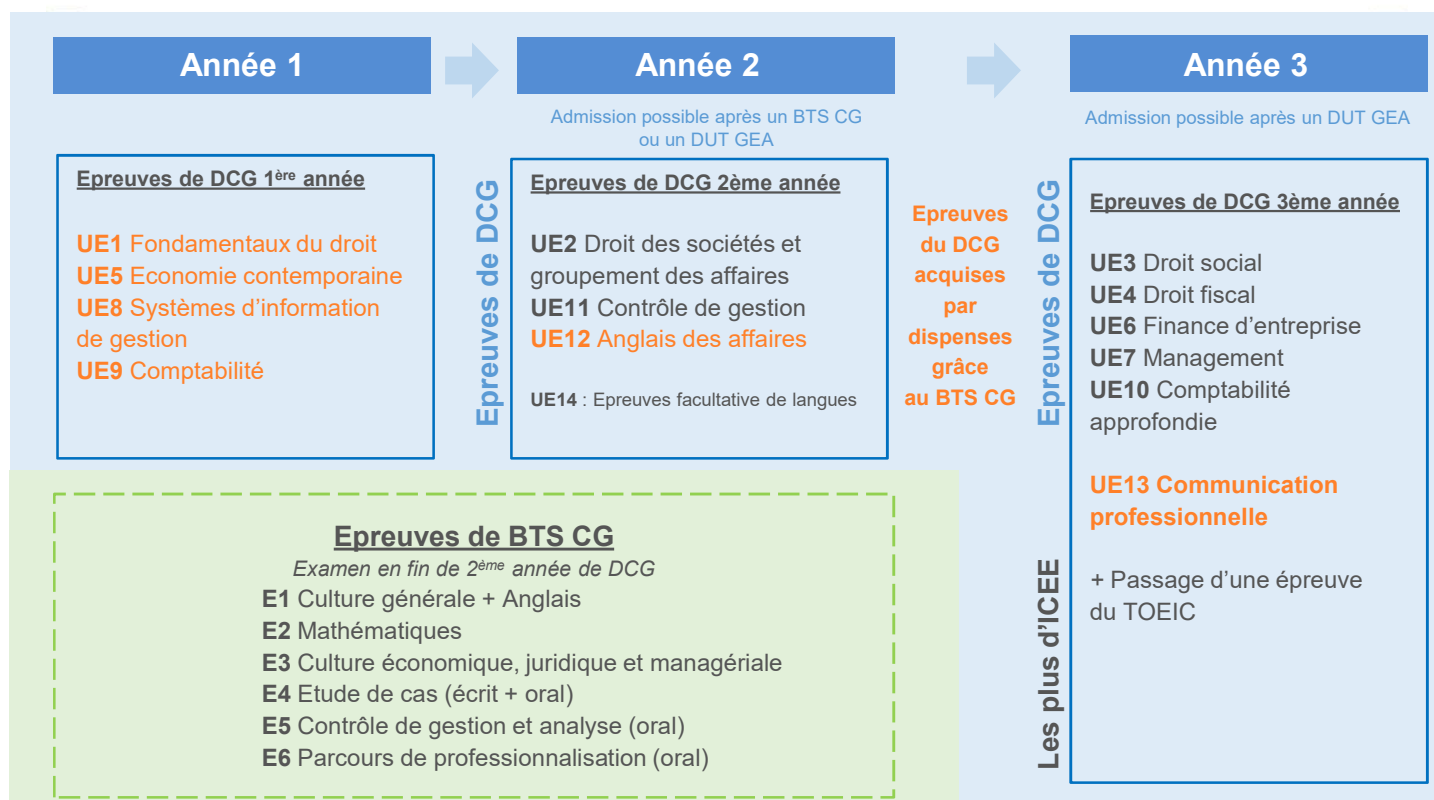 Année 1
Epreuves de DCG 1ère année
UE1 Fondamentaux du droit
UE5 Economie contemporaine
UE8 Systèmes d'information
de gestion
UE9 Comptabilité
Epreuves de DCG
Année 2
Admission possible après un BTS CG
ou un DUT GEA
Epreuves de DCG 2ème année
UE2 Droit des sociétés et
groupement des affaires
UE11 Contrôle de gestion
UE12 Anglais des affaires
UE14 : Epreuves facultative de langues
Epreuves
du DCG
acquises
par
dispenses
grâce
au BTS CG
Epreuves de DCG
Année 3
Admission possible après un DUT GEA
Epreuves de DCG 3ème année
UE3 Droit social
UE4 Droit fiscal
UE6 Finance d'entreprise
UE7 Management
UE10 Comptabilité
approfondie
UE13 Communication
professionnelle
Les plus d'ICEE
+ Passage d'une épreuve
du TOEIC
Epreuves de BTS CG
Examen en fin de 2ème année de DCG
E1 Culture générale + Anglais
E2 Mathématiques
E3 Culture économique, juridique et managériale
E4 Etude de cas (écrit + oral)
E5 Contrôle de gestion et analyse (oral)
E6 Parcours de professionnalisation (oral)